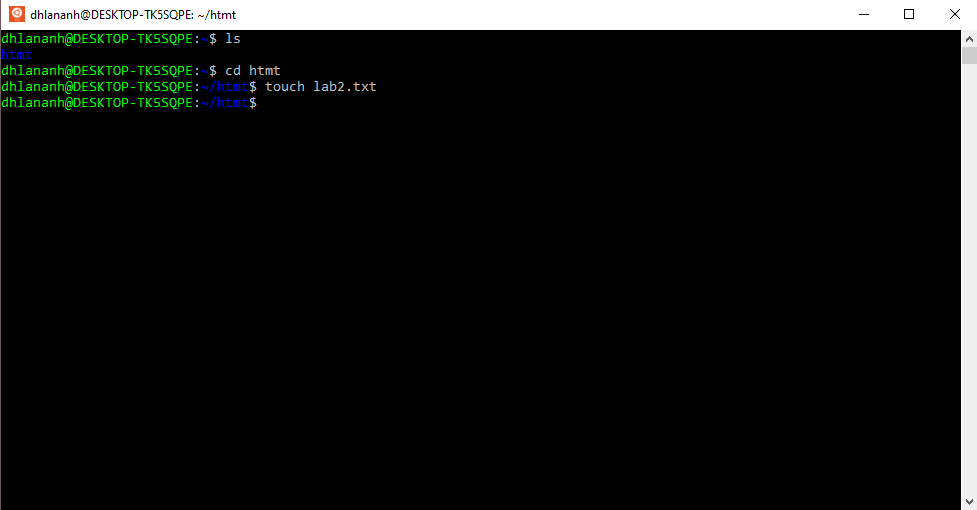 dhlananh@DESKTOP-TK5SQPE: ~/htmt
dhlananh@DESKTOP-TK5SQPE:~$ ls
htmt
dhlananh@DESKTOP-TK5SQPE:~$ cd htmt
dhlananh@DESKTOP-TK5SQPE:~/htmt$ touch lab2.txt
dhlananh@DESKTOP-TK5SQPE:~/htmt$